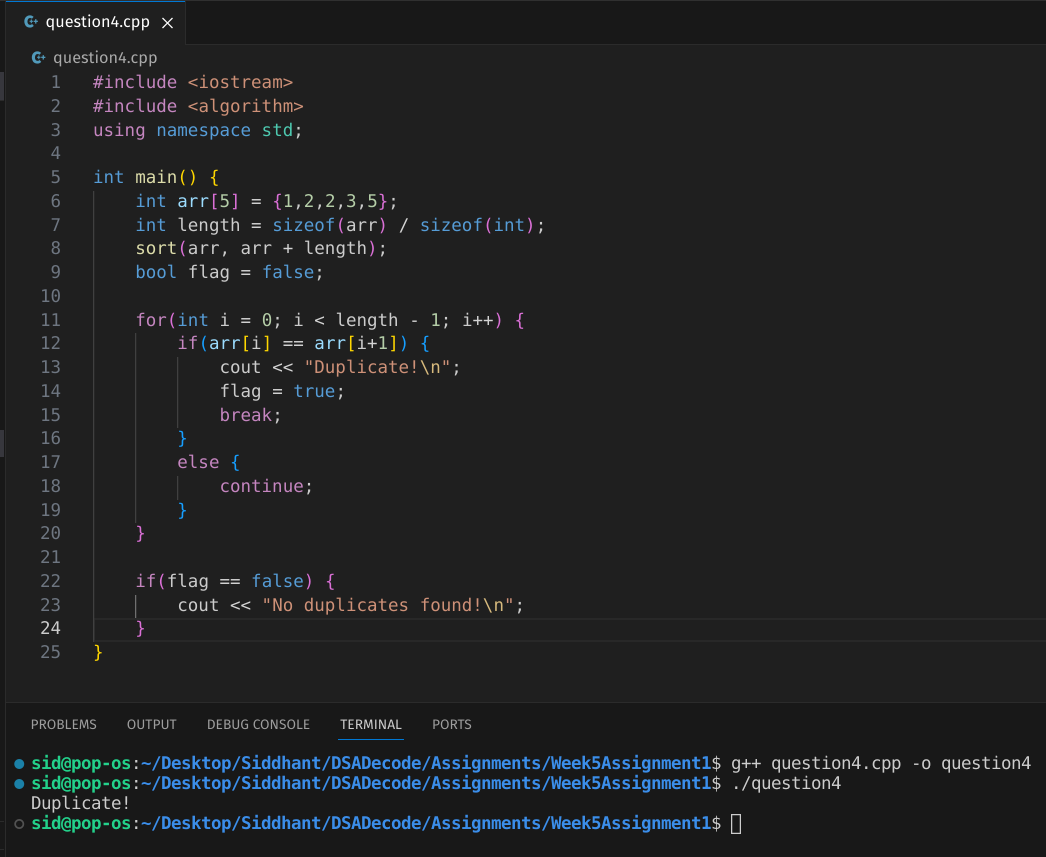 question4.cpp
question4.cpp
1 #include <iostream>
2 #include <algorithm>
3 using namespace std;
4
5 int main() {
6     int arr[5] = {1,2,2,3,5};
7     int length = sizeof(arr) / sizeof(int);
8     sort(arr, arr + length);
9     bool flag = false;
10
11     for(int i = 0; i < length - 1; i++) {
12         if(arr[i] == arr[i+1]) {
13             cout << "Duplicate!\n";
14             flag = true;
15             break;
16         }
17         else {
18             continue;
19         }
20     }
21
22     if(flag == false) {
23         cout << "No duplicates found!\n";
24     }
25 }
PROBLEMS OUTPUT DEBUG CONSOLE TERMINAL PORTS
sid@pop-os:~/Desktop/Siddhant/DSADecode/Assignments/Week5Assignment1$ g++ question4.cpp -o question4
sid@pop-os:~/Desktop/Siddhant/DSADecode/Assignments/Week5Assignment1$ ./question4
Duplicate!
sid@pop-os:~/Desktop/Siddhant/DSADecode/Assignments/Week5Assignment1$